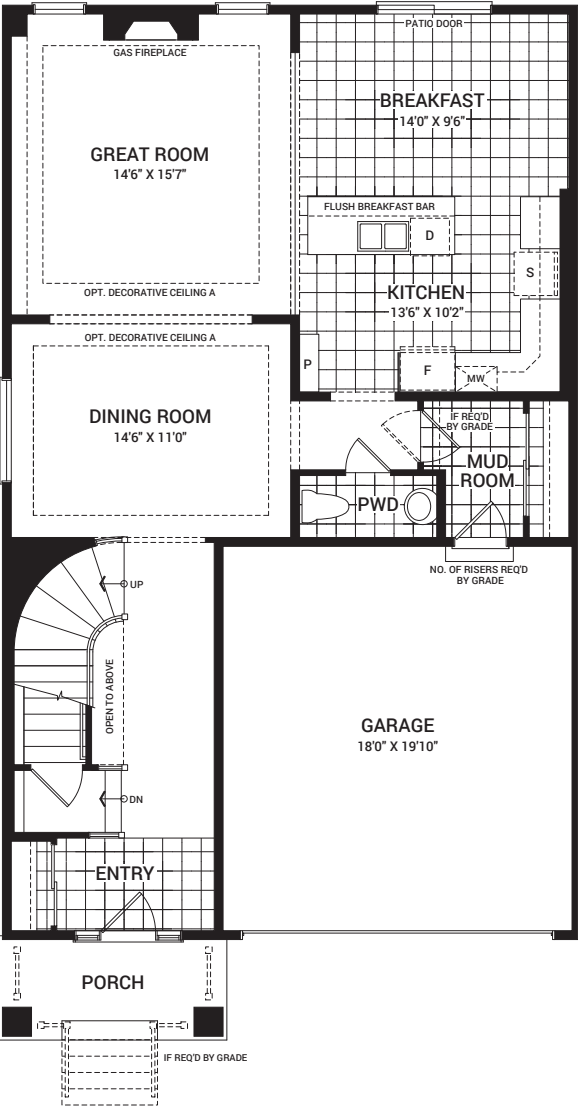 PATIO DOOR
GAS FIREPLACE
BREAKFAST
14'0" X 9'6"
GREAT ROOM
14'6" X 15'7"
FLUSH BREAKFAST BAR
D
S
OPT. DECORATIVE CEILING A
KITCHEN
13'6" X 10'2"
OPT. DECORATIVE CEILING A
P
F
MW
DINING ROOM
14'6" X 11'0"
IF REQ'D
BY GRADE
MUD
ROOM
PWD
NO. OF RISERS REQ'D
BY GRADE
UP
OPEN TO ABOVE
GARAGE
18'0" X 19'10"
DN
ENTRY
PORCH
IF REQ'D BY GRADE